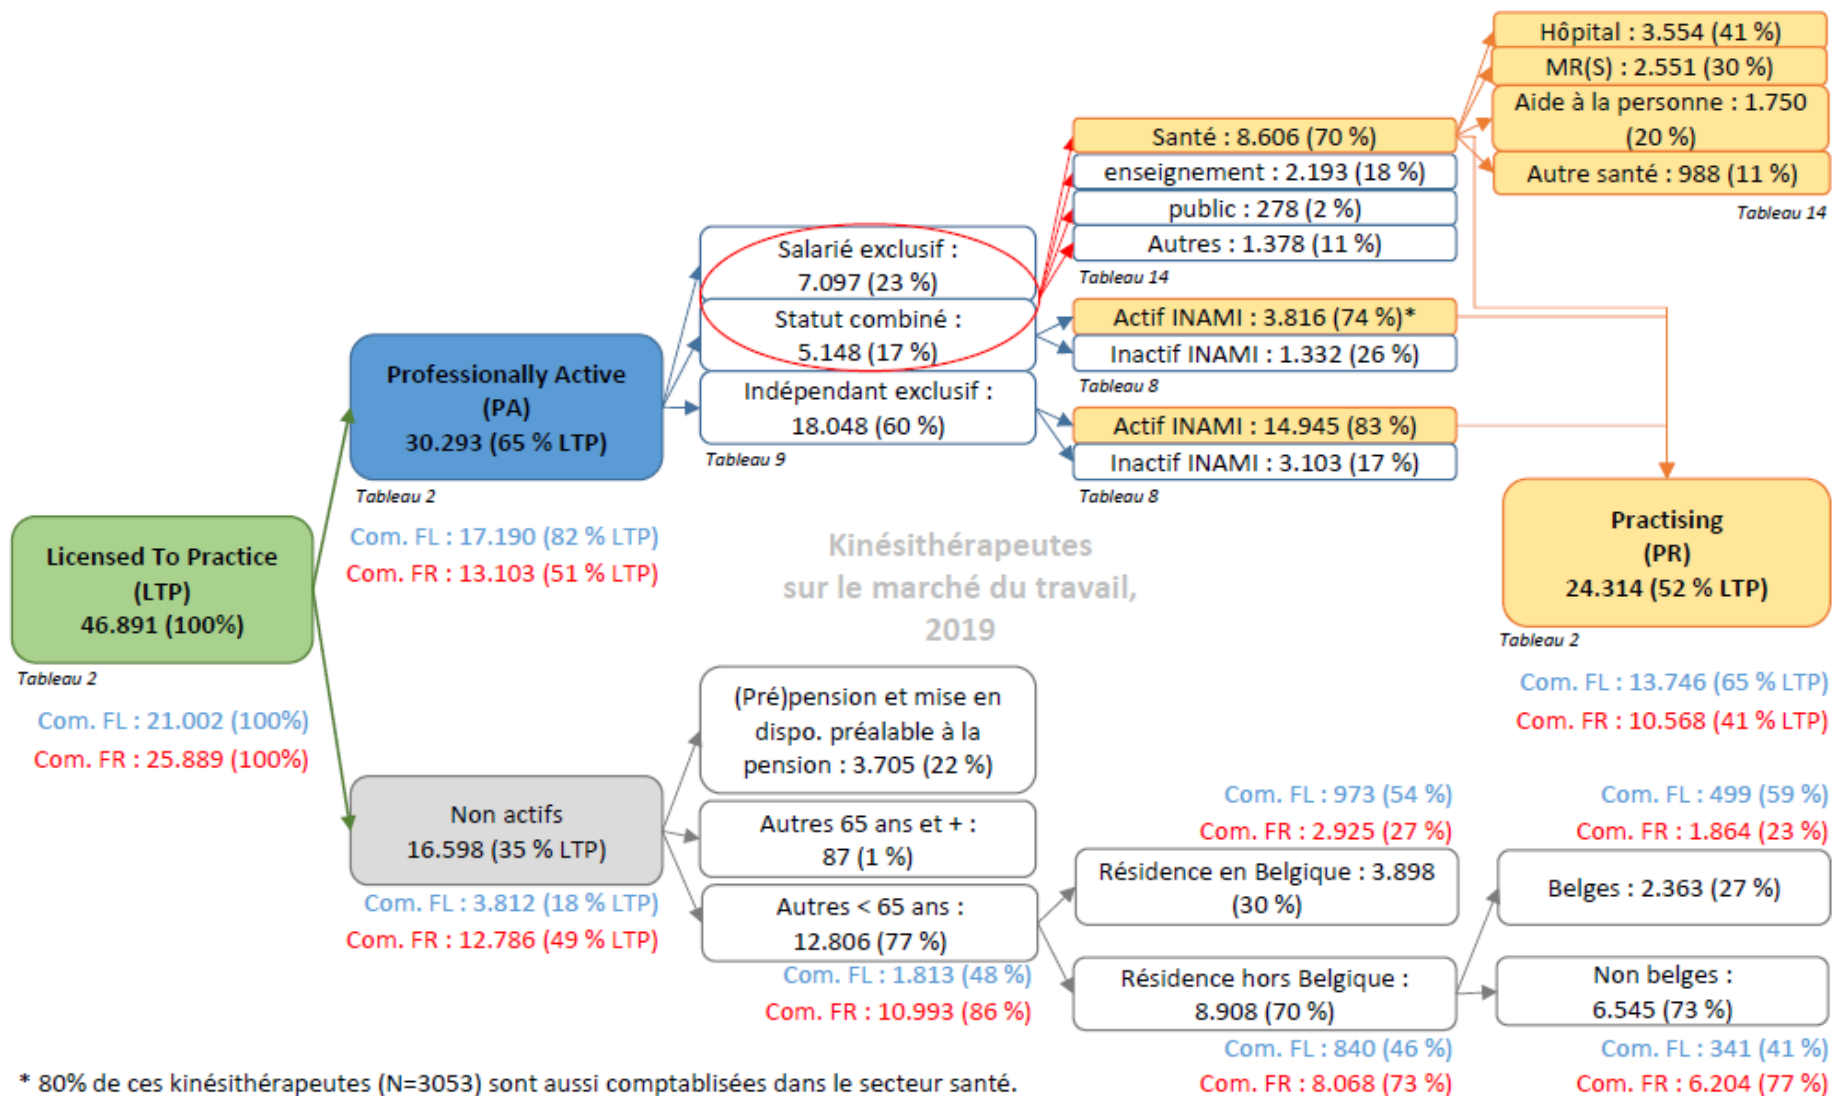 Licensed To Practice
(LTP)
46.891 (100%)
Tableau 2
Com. FL : 21.002 (100%)
Com. FR : 25.889 (100%)
Professionally Active
(PA)
30.293 (65 % LTP)
Tableau 2
Com. FL : 17.190 (82 % LTP)
Com. FR : 13.103 (51 % LTP)
Non actifs
16.598 (35 % LTP)
Com. FL : 3.812 (18 % LTP)
Com. FR : 12.786 (49 % LTP)
Salarié exclusif :
7.097 (23 %)
Statut combiné :
5.148 (17 %)
Indépendant exclusif :
18.048 (60 %)
Tableau 9
Kinésithérapeutes
sur le marché du travail,
2019
(Pré)pension et mise en
dispo. préalable à la
pension : 3.705 (22 %)
Autres 65 ans et + :
87 (1 %)
Autres < 65 ans :
12.806 (77 %)
Com. FL : 1.813 (48 %)
Com. FR : 10.993 (86 %)
Santé : 8.606 (70 %)
enseignement : 2.193 (18 %)
public : 278 (2 %)
Autres : 1.378 (11 %)
Tableau 14
Actif INAMI : 3.816 (74 %)*
Inactif INAMI : 1.332 (26 %)
Tableau 8
Actif INAMI : 14.945 (83 %)
Inactif INAMI : 3.103 (17 %)
Tableau 8
Com. FL : 973 (54 %)
Com. FR : 2.925 (27 %)
Résidence en Belgique : 3.898
(30 %)
Résidence hors Belgique :
8.908 (70 %)
Com. FL : 840 (46 %)
Com. FR : 8.068 (73 %)
Hôpital : 3.554 (41 %)
MR(S) : 2.551 (30 %)
Aide à la personne : 1.750
(20 %)
Autre santé : 988 (11 %)
Tableau 14
Practising
(PR)
24.314 (52 % LTP)
Tableau 2
Com. FL : 13.746 (65 % LTP)
Com. FR : 10.568 (41 % LTP)
Com. FL : 499 (59 %)
Com. FR : 1.864 (23 %)
Belges : 2.363 (27 %)
Non belges :
6.545 (73 %)
Com. FL : 341 (41 %)
Com. FR : 6.204 (77 %)
* 80% de ces kinésithérapeutes (N=3053) sont aussi comptablisées dans le secteur santé.